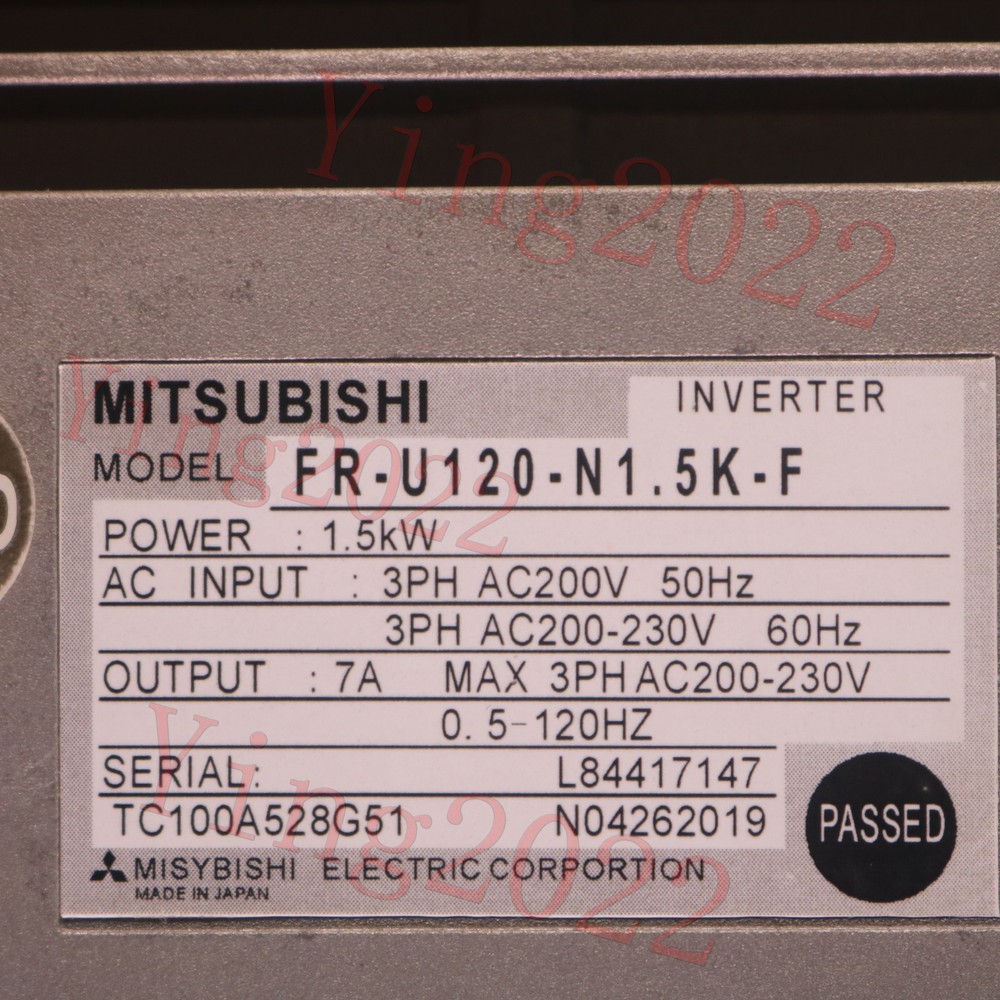 Ying2022
MITSUBISHI INVERTER
MODEL FR-U120-N1.5K-F
Ying2022
POWER : 1.5kW
AC INPUT : 3PH AC200V 50Hz
3PH AC200-230V 60Hz
OUTPUT : 7A MAX 3PH AC200-230V
0.5-120HZ
Ying2022
SERIAL: L84417147
TC100A528G51 N04262019
PASSED
MISYBISHI ELECTRIC CORPORTION
MADE IN JAPAN